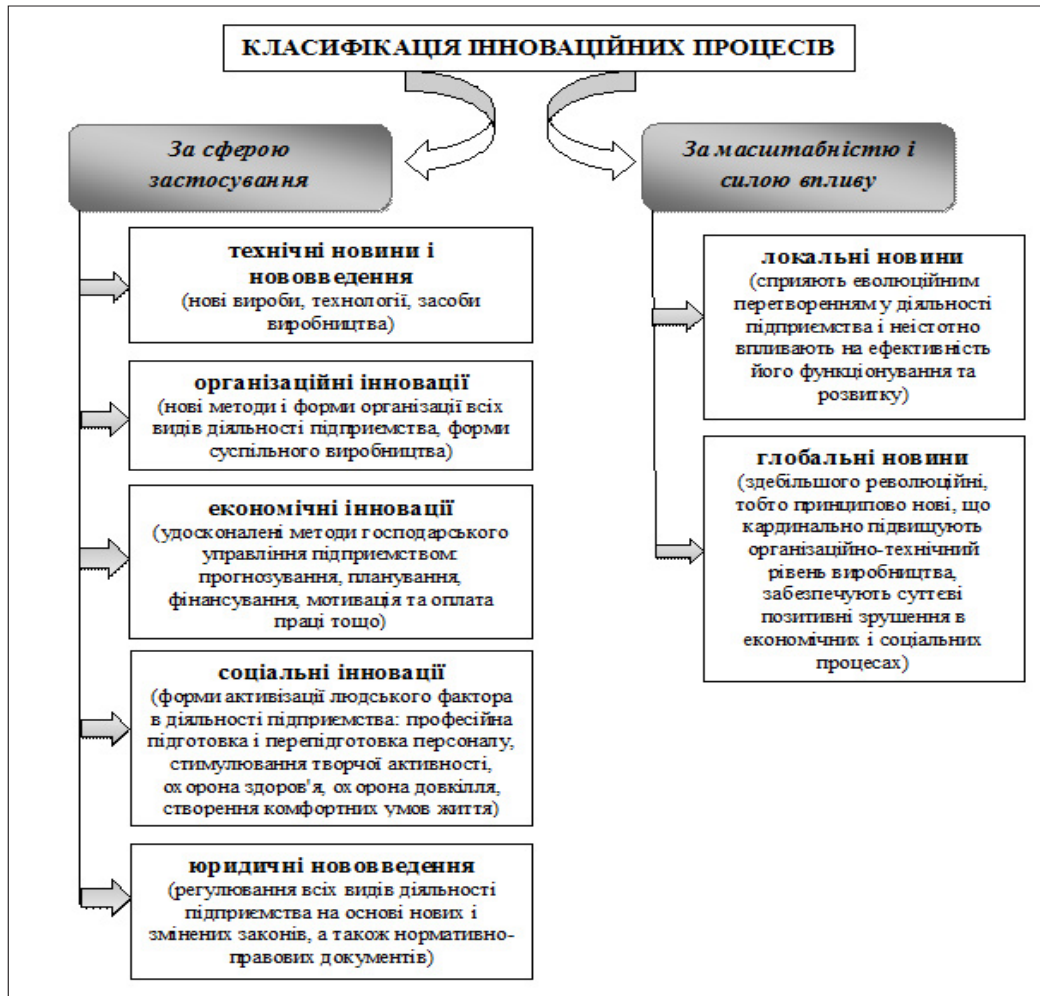 КЛАСИФІКАЦІЯ ІННОВАЦІЙНИХ ПРОЦЕСІВ
За сферою
застосування
технічні новини і
нововведення
(нові вироби, технології, засоби
виробництва)
організаційні інновації
(нові методи і форми організації всіх
видів діяльності підприємства, форми
суспільного виробництва)
економічні інновації
(удосконалені методи господарського
управління підприємством:
прогнозування, планування,
фінансування, мотивація та оплата
праці тощо)
соціальні інновації
(форми активізації людського фактора
в діяльності підприємства: професійна
підготовка і перепідготовка персоналу,
стимулювання творчої активності,
охорона здоров'я, охорона довкілля,
створення комфортних умов життя)
юридичні нововведення
(регулювання всіх видів діяльності
підприємства на основі нових і
змінених законів, а також нормативно-
правових документів)
За масштабністю і
силою впливу
локальні новини
(сприяють еволюційним
перетворенням у діяльності
підприємства і неістотно
впливають на ефективність
його функціонування та
розвитку)
глобальні новини
(здебільшого революційні,
тобто принципово нові, що
кардинально підвищують
організаційно-технічний
рівень виробництва,
забезпечують суттєві
позитивні зрушення в
економічних і соціальних
процесах)